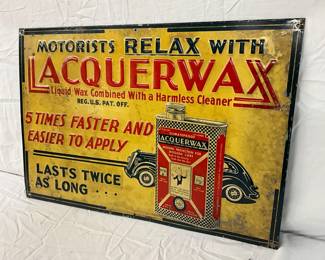 MOTORISTS RELAX WITH
LACQUERWAX
Liquid Wax Combined With a Harmless Cleaner
REG. U.S. PAT. OFF.
5 TIMES FASTER AND
EASIER TO APPLY
LASTS TWICE
AS LONG...
LACQUERWAX